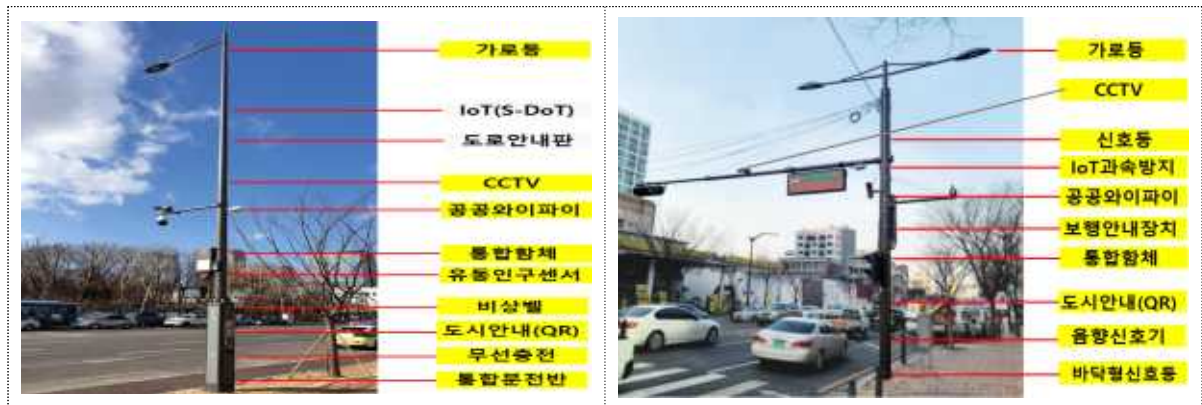 가로등
IoT(S-DoT)
도로안내판
CCTV
공공와이파이
통합함체
유동인구센서
비상벨
도시안내(QR)
무선충전
통합분전반
가로등
CCTV
신호등
IoT과속방지
공공와이파이
보행안내장치
통합함체
도시안내(QR)
음향신호기
바닥형신호등